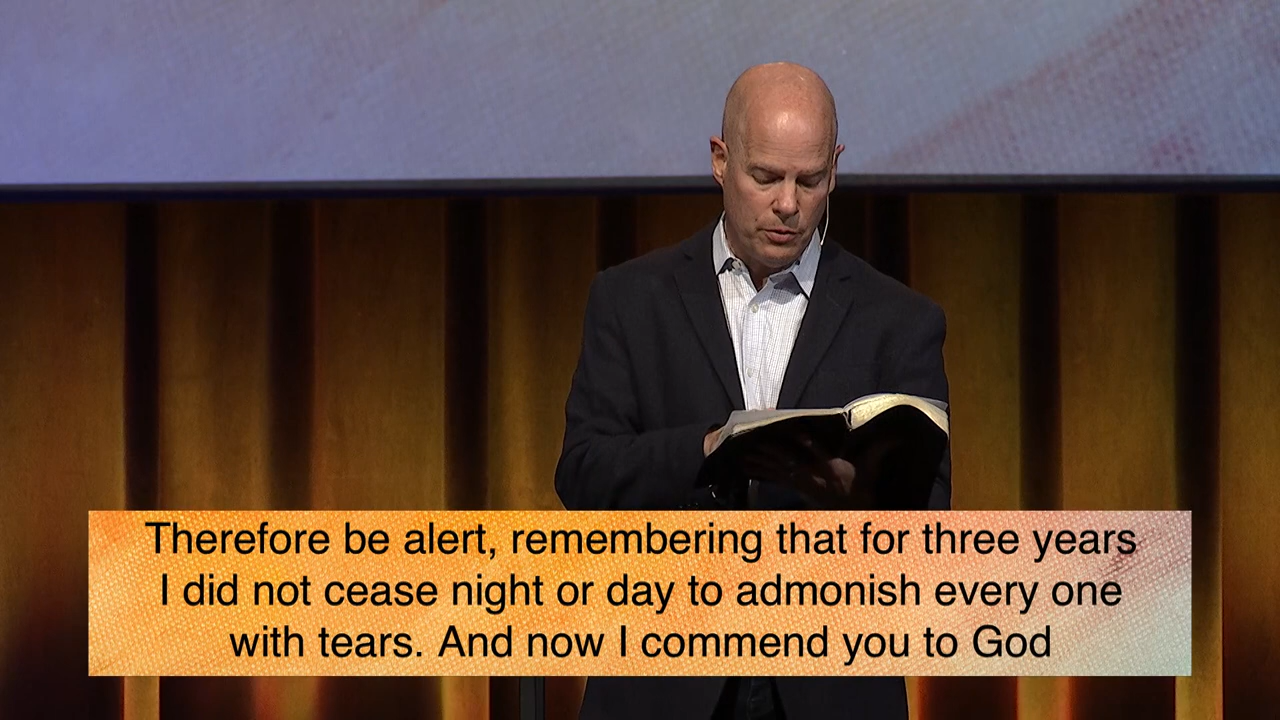 Therefore be alert, remembering that for three years
I did not cease night or day to admonish every one
with tears. And now I commend you to God